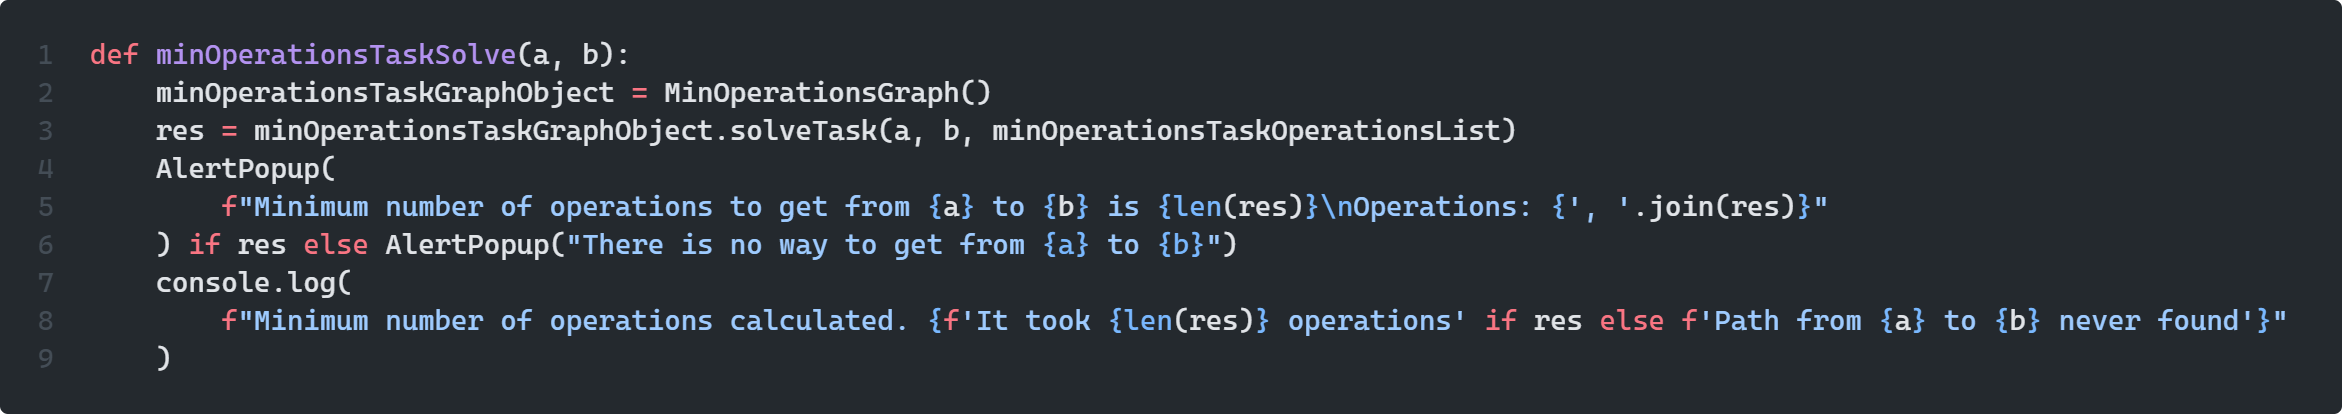 1 def minOperationsTaskSolve(a, b):
2     minOperationsTaskGraphObject = MinOperationsGraph()
3     res = minOperationsTaskGraphObject.solveTask(a, b, minOperationsTaskOperationsList)
4     AlertPopup(
5         f"Minimum number of operations to get from {a} to {b} is {len(res)}\nOperations: {', '.join(res)}"
6     ) if res else AlertPopup("There is no way to get from {a} to {b}")
7     console.log(
8         f"Minimum number of operations calculated. {f'It took {len(res)} operations' if res else f'Path from {a} to {b} never found'}"
9     )